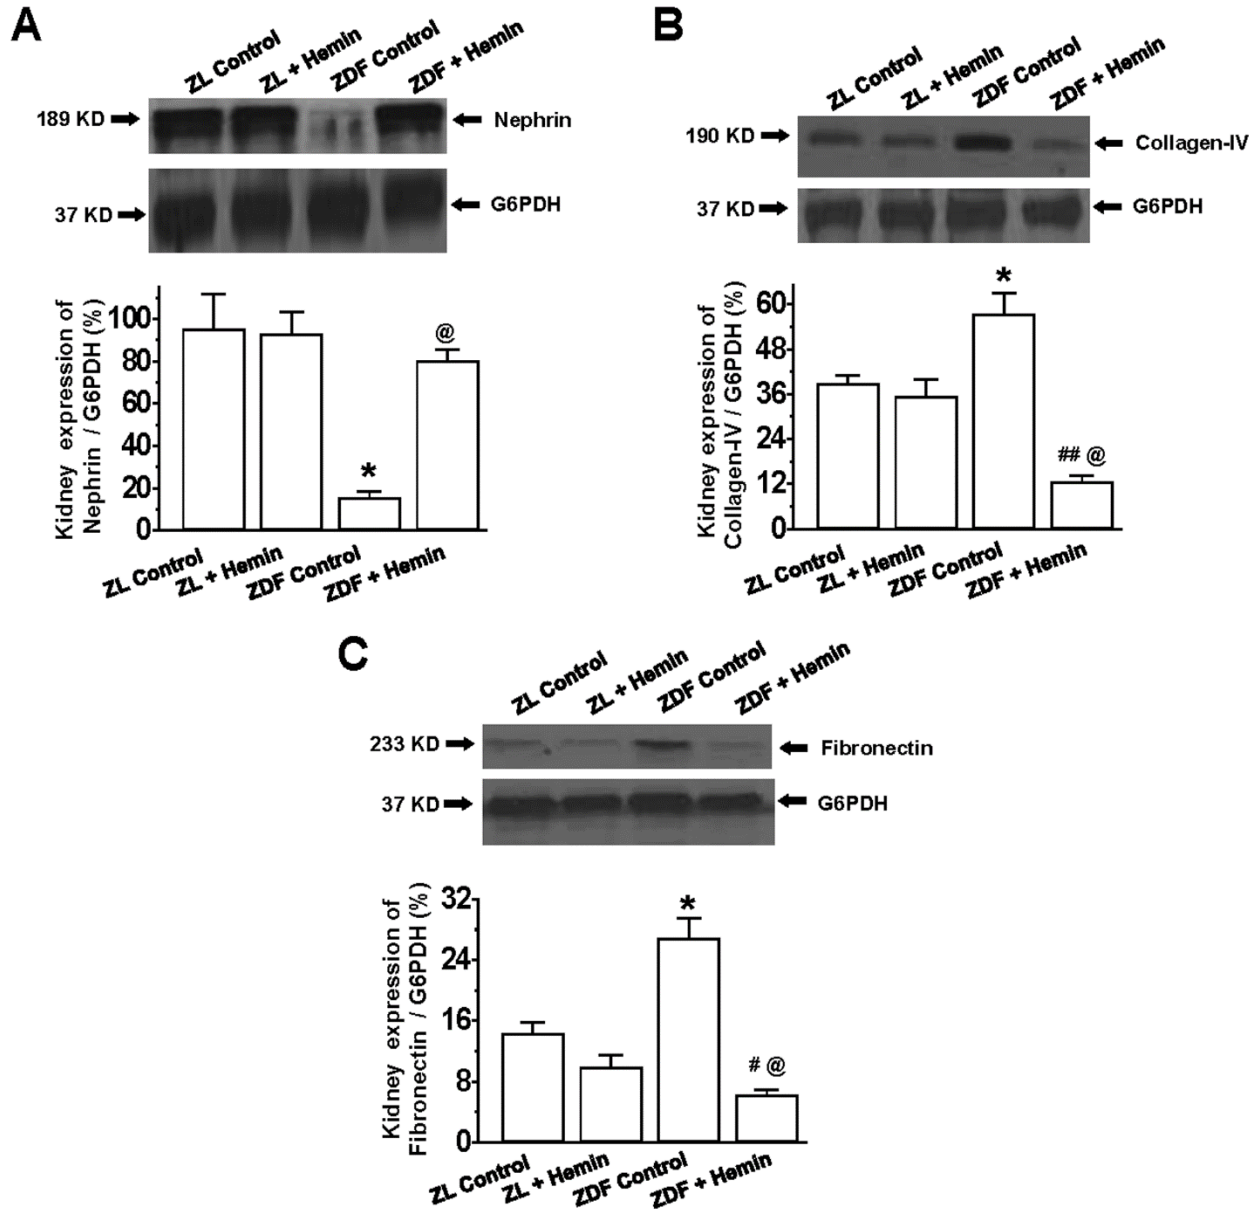 A
ZL Control
ZL + Hemin
ZDF Control
ZDF + Hemin
189 KD
Nephrin
37 KD
G6PDH
Kidney expression of
Nephrin / G6PDH (%)
100
80
60
40
20
0
*
@
ZL Control
ZL + Hemin
ZDF Control
ZDF + Hemin
B
ZL Control
ZL + Hemin
ZDF Control
ZDF + Hemin
190 KD
Collagen-IV
37 KD
G6PDH
Kidney expression of
Collagen-IV / G6PDH (%)
60
48
36
24
12
0
*
## @
ZL Control
ZL + Hemin
ZDF Control
ZDF + Hemin
C
ZL Control
ZL + Hemin
ZDF Control
ZDF + Hemin
233 KD
Fibronectin
37 KD
G6PDH
Kidney expression of
Fibronectin / G6PDH (%)
32
24
16
8
0
*
# @
ZL Control
ZL + Hemin
ZDF Control
ZDF + Hemin